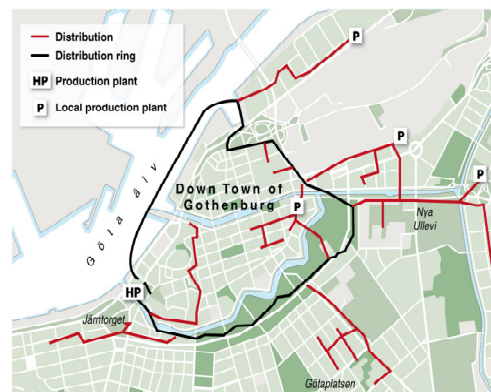 Distribution
Distribution ring
HP Production plant
P Local production plant
P
P
P
Göta älv
Down Town of
Gothenburg
P
Nya
Ullevi
HP
Järntorget
Götaplatsen